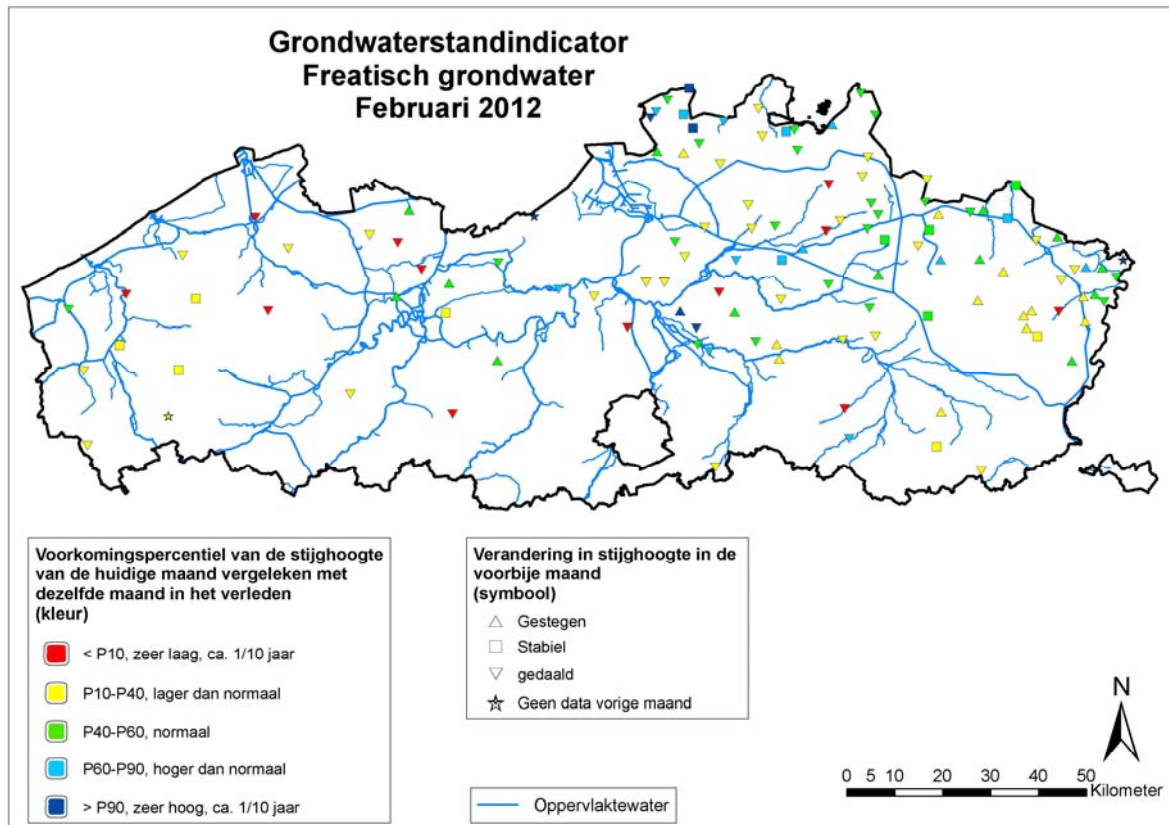 Grondwaterstandindicator
Freatisch grondwater
Februari 2012
Voorkomingspercentiel van de stijghoogte
van de huidige maand vergeleken met
dezelfde maand in het verleden
(kleur)
< P10, zeer laag, ca. 1/10 jaar
P10-P40, lager dan normaal
P40-P60, normaal
P60-P90, hoger dan normaal
> P90, zeer hoog, ca. 1/10 jaar
Verandering in stijghoogte in de
voorbije maand
(symbool)
Gestegen
Stabiel
gedaald
Geen data vorige maand
Oppervlaktewater
N
0 5 10 20 30 40 50
Kilometer